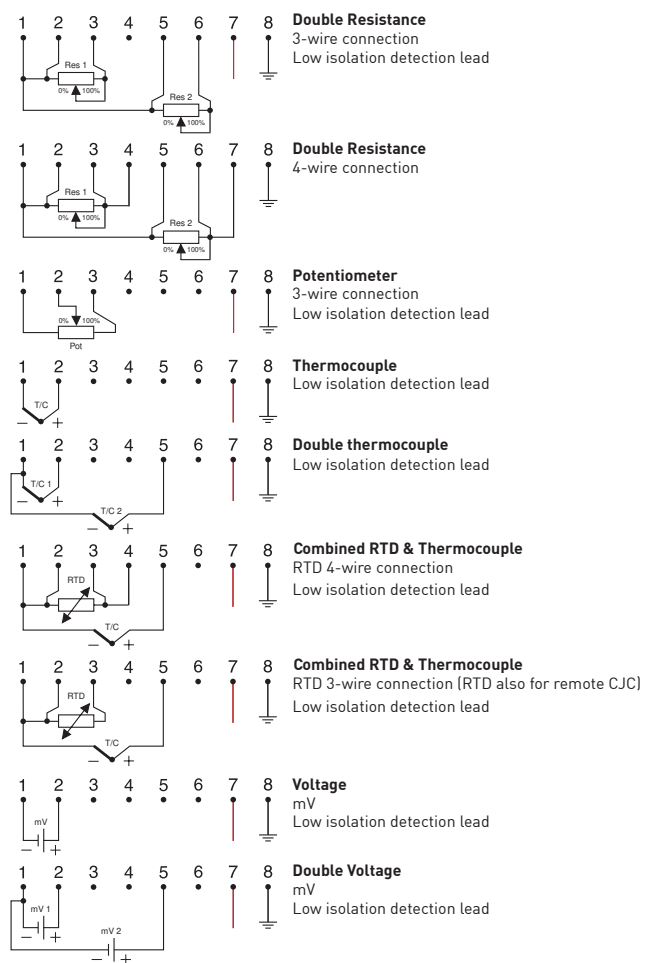 1 2 3 4 5 6 7 8
Double Resistance
3-wire connection
Low isolation detection lead
Res 1
0% 100%
Res 2
0% 100%
1 2 3 4 5 6 7 8
Double Resistance
4-wire connection
Res 1
0% 100%
Res 2
0% 100%
1 2 3 4 5 6 7 8
Potentiometer
3-wire connection
Low isolation detection lead
0% 100%
Pot
1 2 3 4 5 6 7 8
Thermocouple
Low isolation detection lead
T/C
− +
1 2 3 4 5 6 7 8
Double thermocouple
Low isolation detection lead
T/C 1
− +
T/C 2
− +
1 2 3 4 5 6 7 8
Combined RTD & Thermocouple
RTD 4-wire connection
Low isolation detection lead
RTD
T/C
− +
1 2 3 4 5 6 7 8
Combined RTD & Thermocouple
RTD 3-wire connection (RTD also for remote CJC)
Low isolation detection lead
RTD
T/C
− +
1 2 3 4 5 6 7 8
Voltage
mV
Low isolation detection lead
mV
− +
1 2 3 4 5 6 7 8
Double Voltage
mV
Low isolation detection lead
mV 1
− +
mV 2
− +